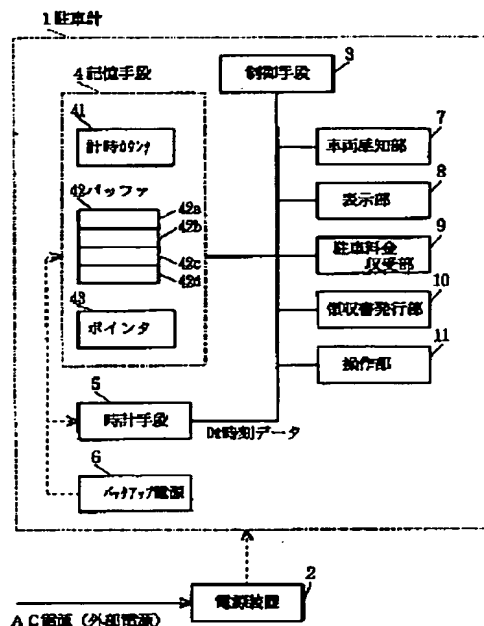 1駐車計
4記憶手段
3
制御手段
41
計時カウンタ
42バッファ
42a
42b
42c
42d
43
ポインタ
7
車両感知部
8
表示部
9
駐車料金
収受部
10
領収書発行部
11
操作部
5
時計手段
Dt時刻データ
6
バックアップ電源
2
電源装置
AC電源(外部電源)